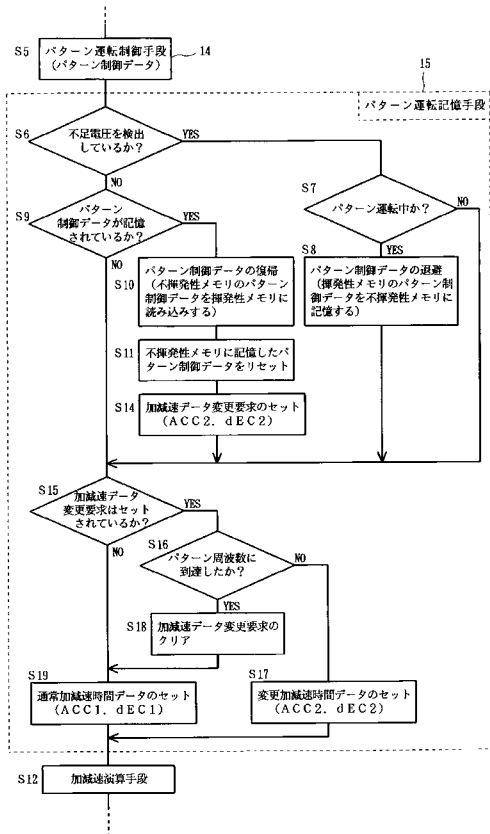 S5
パターン運転制御手段
(パターン制御データ)
14
15
パターン運転記憶手段
S6
不足電圧を検出
しているか?
YES
NO
S7
パターン運転中か?
NO
YES
S9
パターン
制御データが記憶
されているか?
YES
NO
S8
パターン制御データの退避
(揮発性メモリのパターン
制御データを不揮発性メモリに
記憶する)
S10
パターン制御データの復帰
(不揮発性メモリのパターン
制御データを揮発性メモリに
読み込みする)
S11
不揮発性メモリに記憶したパ
ターン制御データをリセット
S14
加減速データ変更要求のセット
(ACC2, dEC2)
S15
加減速データ
変更要求はセット
されているか?
YES
NO
S16
パターン周波数に
到達したか?
NO
YES
S18
加減速データ変更要求の
クリア
S19
通常加減速時間データのセット
(ACC1, dEC1)
S17
変更加減速時間データのセット
(ACC2, dEC2)
S12
加減速演算手段